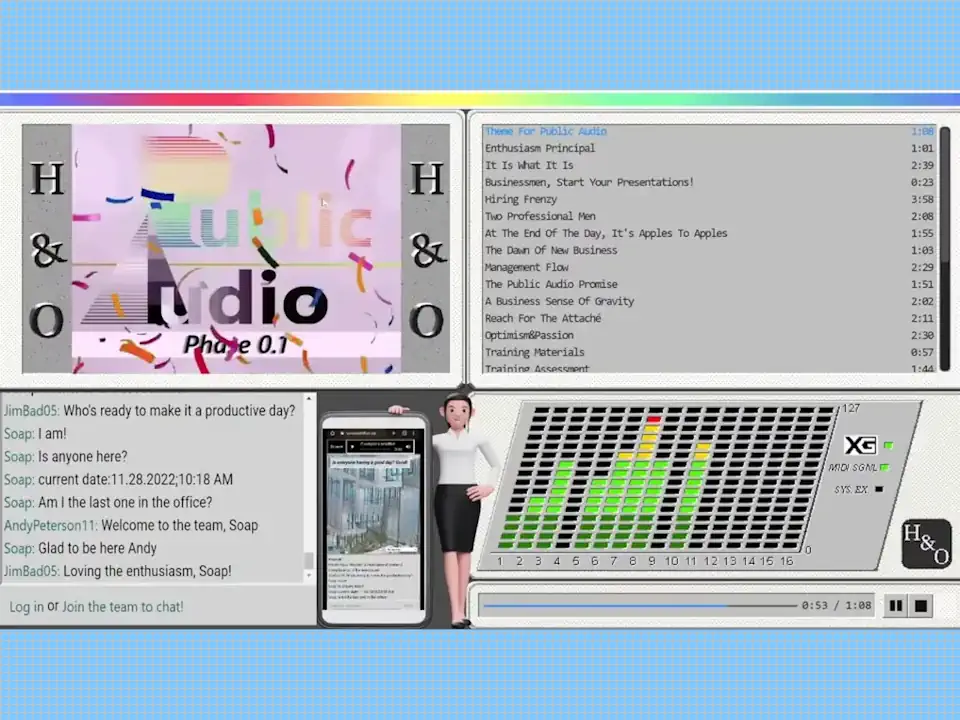 H
&
O
Public
Audio
Phase 0.1
H
&
O
Theme For Public Audio 1:08
Enthusiasm Principal 1:01
It Is What It Is 2:39
Businessmen, Start Your Presentations! 0:23
Hiring Frenzy 3:58
Two Professional Men 2:08
At The End Of The Day, It's Apples To Apples 1:55
The Dawn Of New Business 1:03
Management Flow 2:29
The Public Audio Promise 1:51
A Business Sense Of Gravity 2:02
Reach For The Attaché 2:11
Optimism&Passion 2:30
Training Materials 0:57
Training Assessment 1:44
JimBad05: Who's ready to make it a productive day?
Soap: I am!
Soap: Is anyone here?
Soap: current date:11.28.2022;10:18 AM
Soap: Am I the last one in the office?
AndyPeterson11: Welcome to the team, Soap
Soap: Glad to be here Andy
JimBad05: Loving the enthusiasm, Soap!
Log in or Join the team to chat!
Is everyone having a good day? Good!
127
0
1 2 3 4 5 6 7 8 9 10 11 12 13 14 15 16
XG
MIDI SGNL
SYS. EX
H&O
0:53 / 1:08